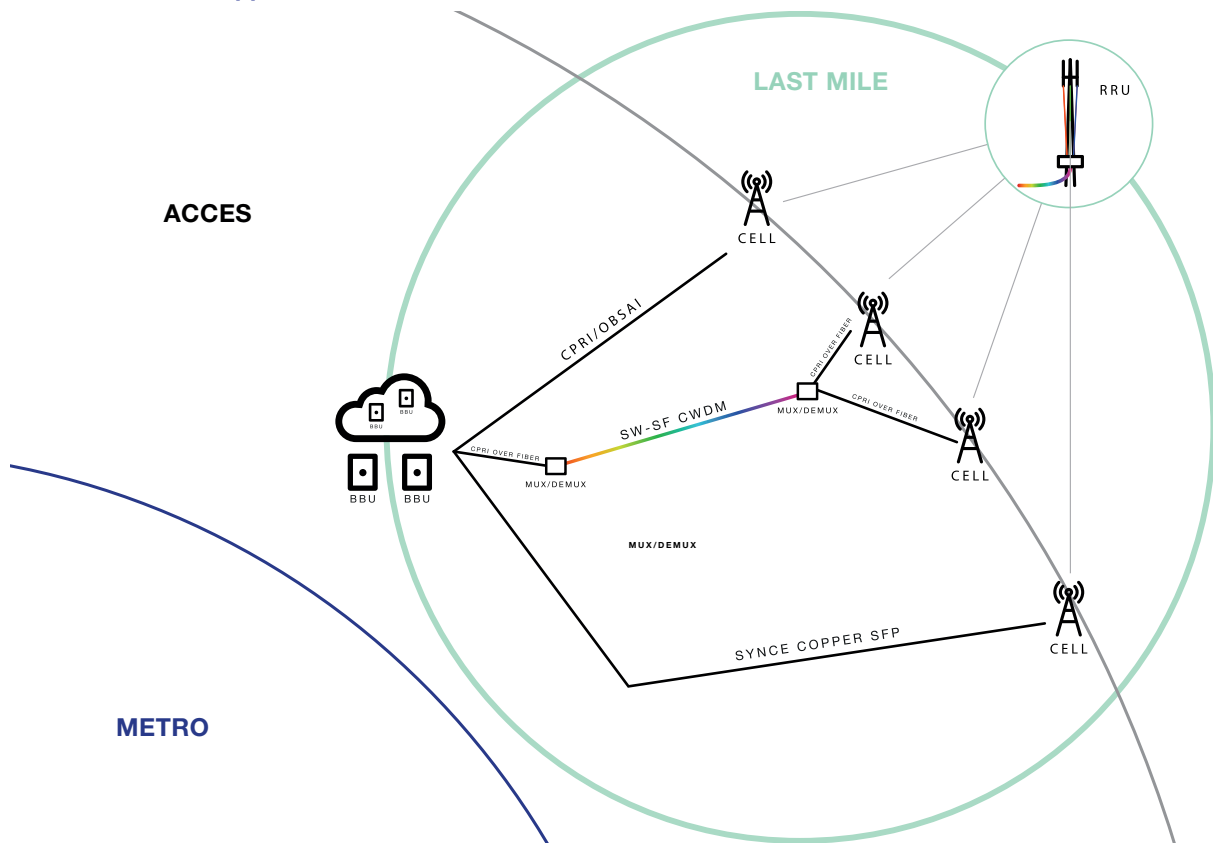 LAST MILE
RRU
ACCES
CELL
CPRI/OBSAI
CPRI OVER FIBER
CELL
BBU
BBU
SW-SF CWDM
MUX/DEMUX
CPRI OVER FIBER
CPRI OVER FIBER
MUX/DEMUX
CELL
BBU
BBU
MUX/DEMUX
SYNCE COPPER SFP
CELL
METRO